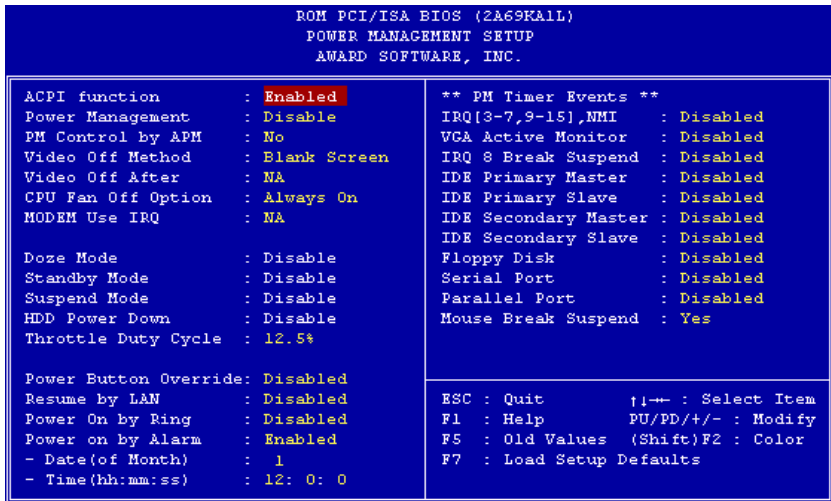 ROM PCI/ISA BIOS (2A69KA1L)
POWER MANAGEMENT SETUP
AWARD SOFTWARE, INC.
ACPI function : Enabled
Power Management : Disable
PM Control by APM : No
Video Off Method : Blank Screen
Video Off After : NA
CPU Fan Off Option : Always On
MODEM Use IRQ : NA
Doze Mode : Disable
Standby Mode : Disable
Suspend Mode : Disable
HDD Power Down : Disable
Throttle Duty Cycle : 12.5%
Power Button Override: Disabled
Resume by LAN : Disabled
Power On by Ring : Disabled
Power on by Alarm : Enabled
- Date(of Month) : 1
- Time(hh:mm:ss) : 12: 0: 0
** PM Timer Events **
IRQ[3-7,9-15],NMI : Disabled
VGA Active Monitor : Disabled
IRQ 8 Break Suspend : Disabled
IDE Primary Master : Disabled
IDE Primary Slave : Disabled
IDE Secondary Master : Disabled
IDE Secondary Slave : Disabled
Floppy Disk : Disabled
Serial Port : Disabled
Parallel Port : Disabled
Mouse Break Suspend : Yes
ESC : Quit ↑↓→← : Select Item
F1 : Help PU/PD/+/- : Modify
F5 : Old Values (Shift)F2 : Color
F7 : Load Setup Defaults